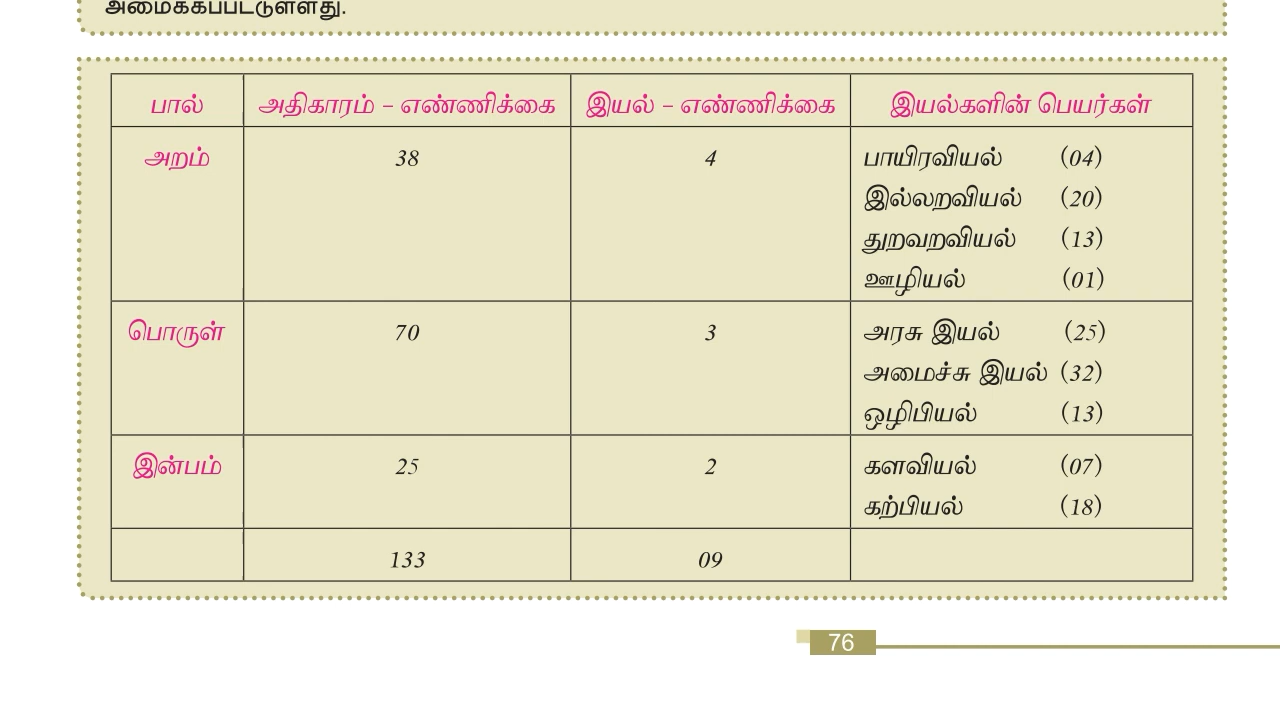 அமைக்கப்பட்டுள்ளது.
பால் அதிகாரம் – எண்ணிக்கை இயல் – எண்ணிக்கை இயல்களின் பெயர்கள்
அறம் 38 4 பாயிரவியல் (04)
இல்லறவியல் (20)
துறவறவியல் (13)
ஊழியல் (01)
பொருள் 70 3 அரசு இயல் (25)
அமைச்சு இயல் (32)
ஒழிபியல் (13)
இன்பம் 25 2 களவியல் (07)
கற்பியல் (18)
133 09
76